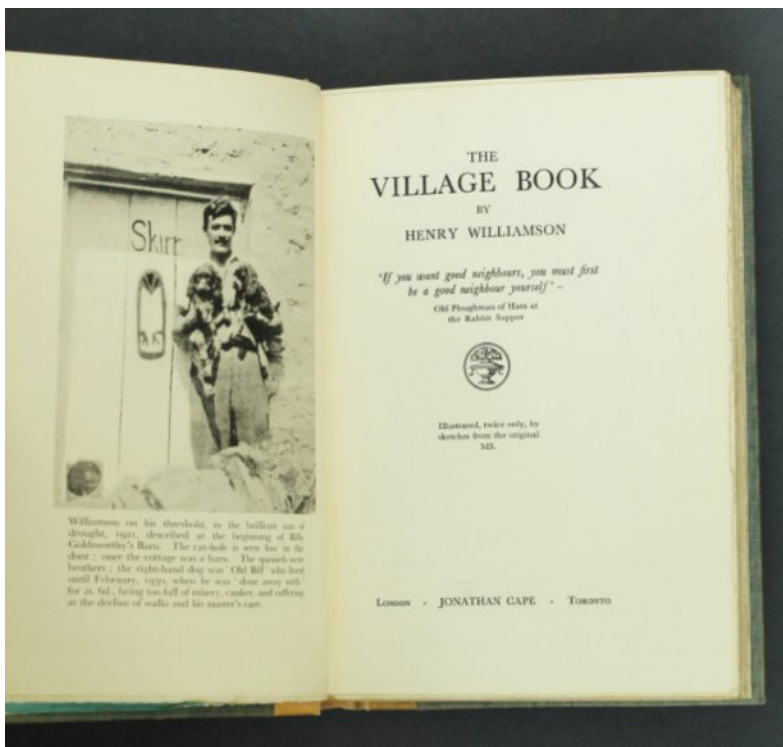 Skirr
Williamson on his threshold, in the brilliant sun of
drought, 1921, described at the beginning of Billy
Goldsworthy's Barn. The cat-hole is seen low in the
door; once the cottage was a barn. The spaniels were
brothers; the right-hand dog was 'Old Bill' who lived
until February, 1930, when he was 'done away with'
for 2s. 6d., being too full of misery, canker, and suffering
at the decline of walks and his master's care.
THE
VILLAGE BOOK
BY
HENRY WILLIAMSON
'If you want good neighbours, you must first
be a good neighbour yourself' –
Old Ploughman of Ham at
the Rabbit Supper
Illustrated, twice only, by
sketches from the original
MS.
LONDON - JONATHAN CAPE - TORONTO